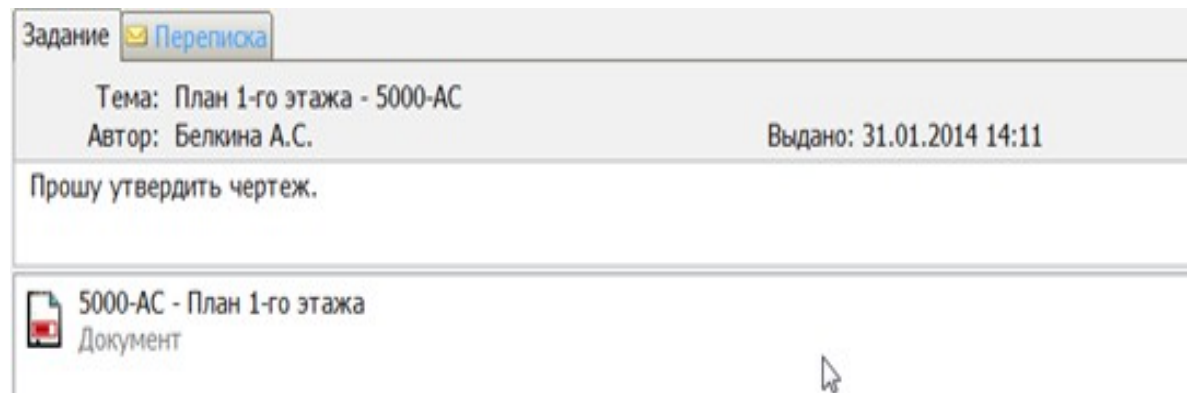 Задание Переписка
Тема: План 1-го этажа - 5000-АС
Автор: Белкина А.С. Выдано: 31.01.2014 14:11
Прошу утвердить чертеж.
5000-АС - План 1-го этажа
Документ